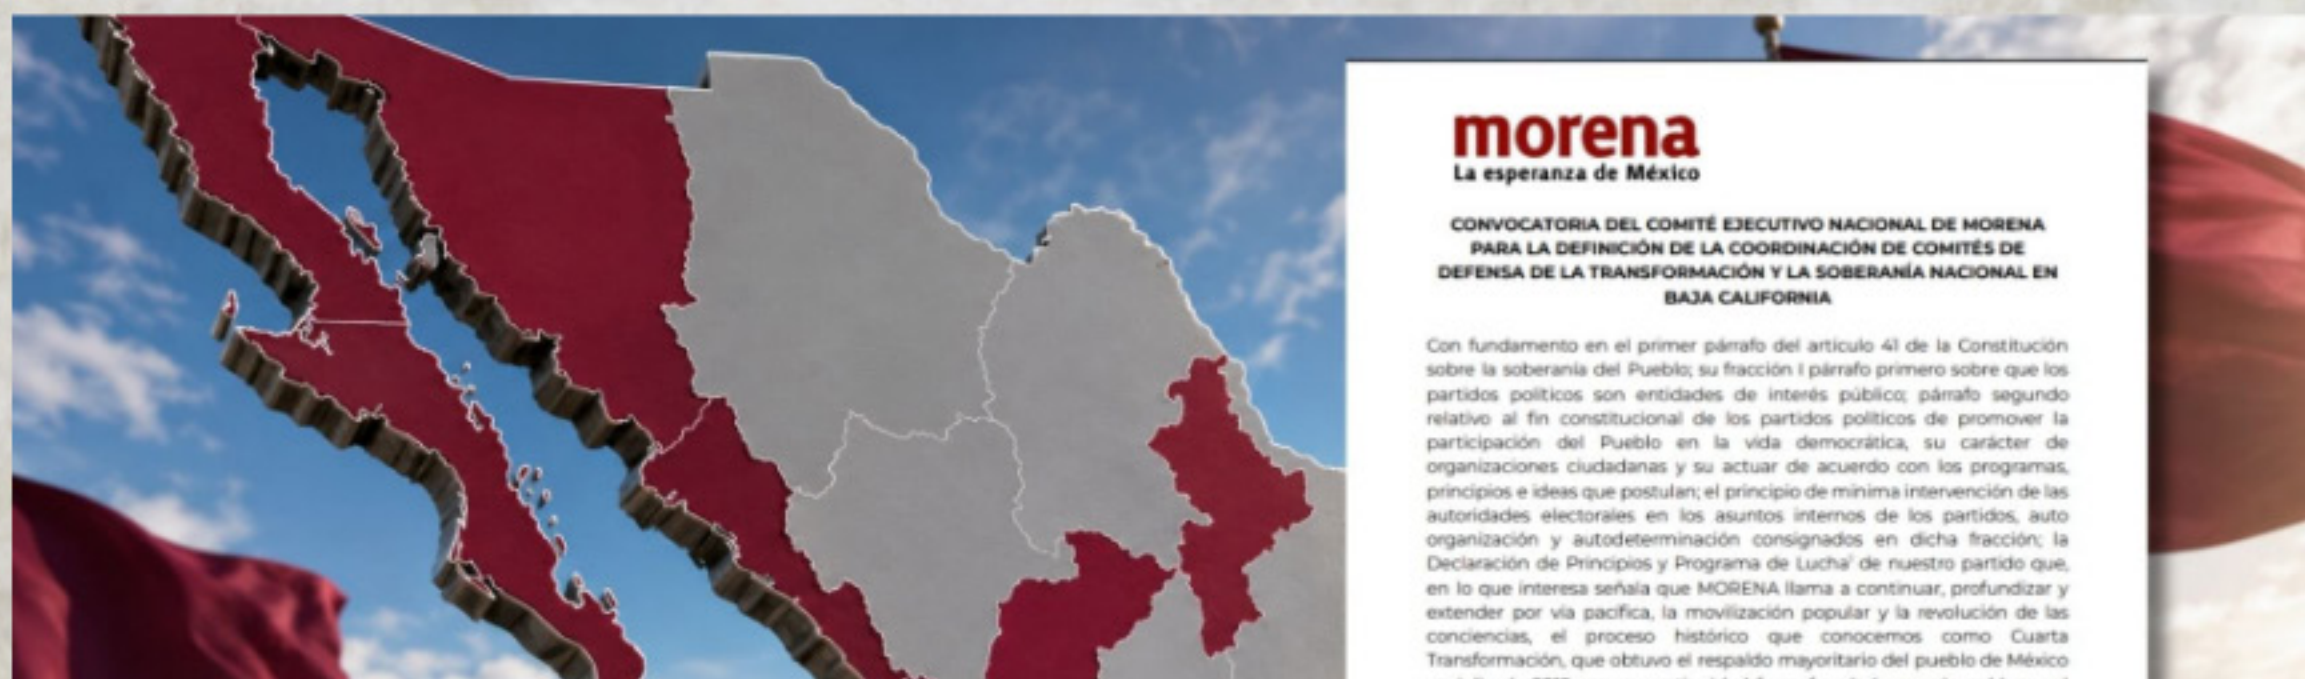 morena
La esperanza de México
CONVOCATORIA DEL COMITÉ EJECUTIVO NACIONAL DE MORENA
PARA LA DEFINICIÓN DE LA COORDINACIÓN DE COMITÉS DE
DEFENSA DE LA TRANSFORMACIÓN Y LA SOBERANÍA NACIONAL EN
BAJA CALIFORNIA
Con fundamento en el primer párrafo del artículo 41 de la Constitución
sobre la soberanía del Pueblo; su fracción I párrafo primero sobre que los
partidos políticos son entidades de interés público; párrafo segundo
relativo al fin constitucional de los partidos políticos de promover la
participación del Pueblo en la vida democrática, su carácter de
organizaciones ciudadanas y su actuar de acuerdo con los programas,
principios e ideas que postulan; el principio de mínima intervención de las
autoridades electorales en los asuntos internos de los partidos, auto
organización y autodeterminación consignados en dicha fracción; la
Declaración de Principios y Programa de Lucha¹ de nuestro partido que,
en lo que interesa señala que MORENA llama a continuar, profundizar y
extender por vía pacífica, la movilización popular y la revolución de las
conciencias, el proceso histórico que conocemos como Cuarta
Transformación, que obtuvo el respaldo mayoritario del pueblo de México